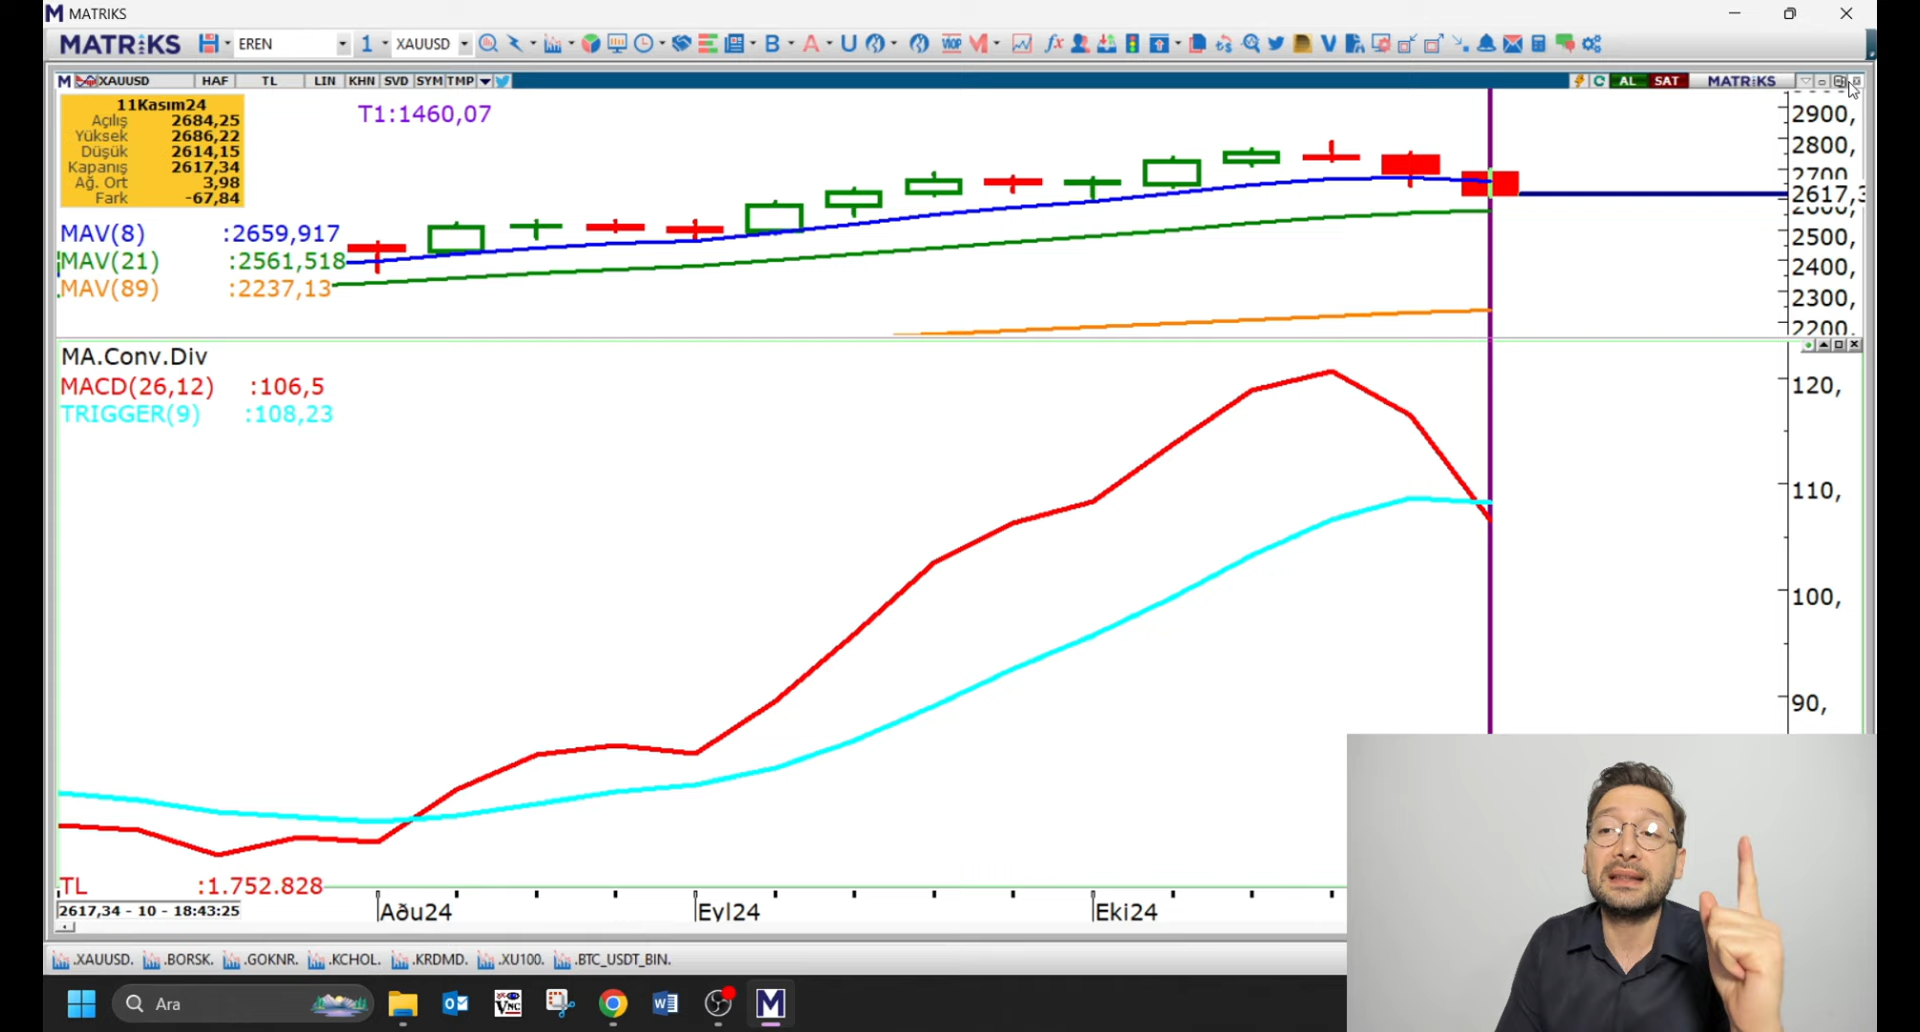 MATRIKS
MATRIKS EREN 1 XAUUSD B A U VIOP M fx V
M XAUUSD HAF TL LIN KHN SVD SYM TMP AL SAT MATRIKS
11Kasım24
Açılış 2684,25
Yüksek 2686,22
Düşük 2614,15
Kapanış 2617,34
Ağ. Ort 3,98
Fark -67,84
T1:1460,07
MAV(8) :2659,917
MAV(21) :2561,518
MAV(89) :2237,13
2900,
2800,
2700
2617,3
2500,
2400,
2300,
2200,
MA.Conv.Div
MACD(26,12) :106,5
TRIGGER(9) :108,23
120,
110,
100,
90,
TL :1.752.828
2617,34 - 10 - 18:43:25
Aðu24
Eyl24
Eki24
.XAUUSD. .BORSK. .GOKNR. .KCHOL. .KRDMD. .XU100. .BTC_USDT_BIN.
Ara
VNC
M